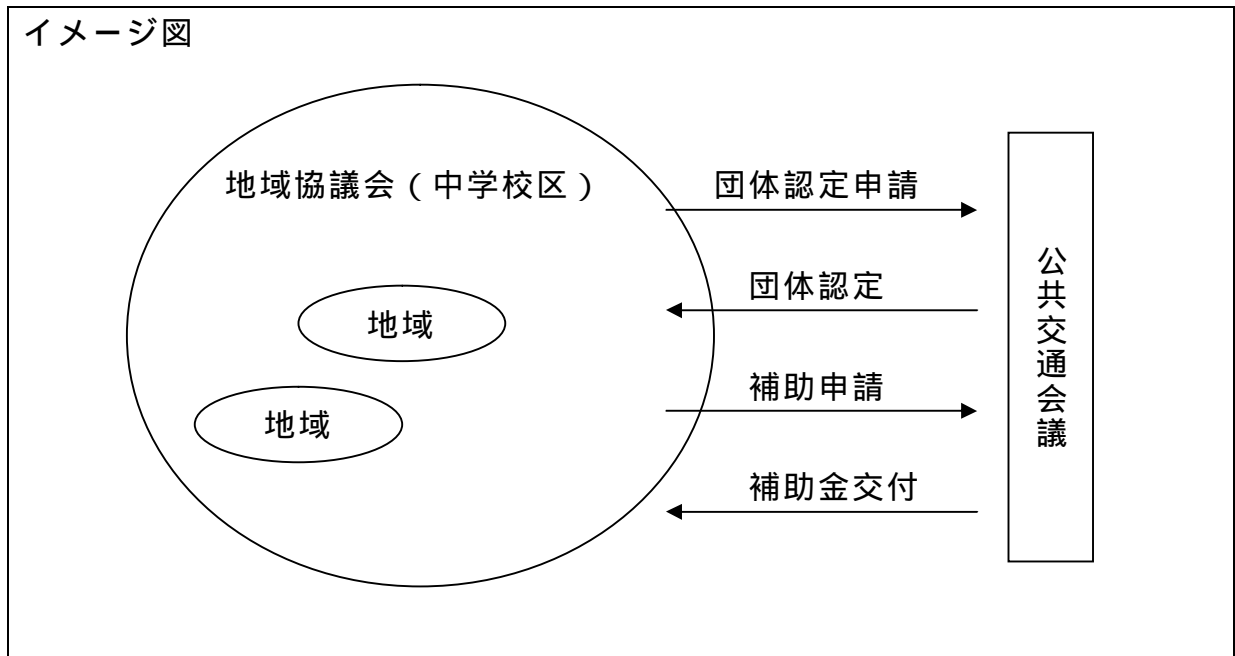 イメージ図
地域協議会（中学校区）
地域
地域
団体認定申請
団体認定
補助申請
補助金交付
公共交通会議